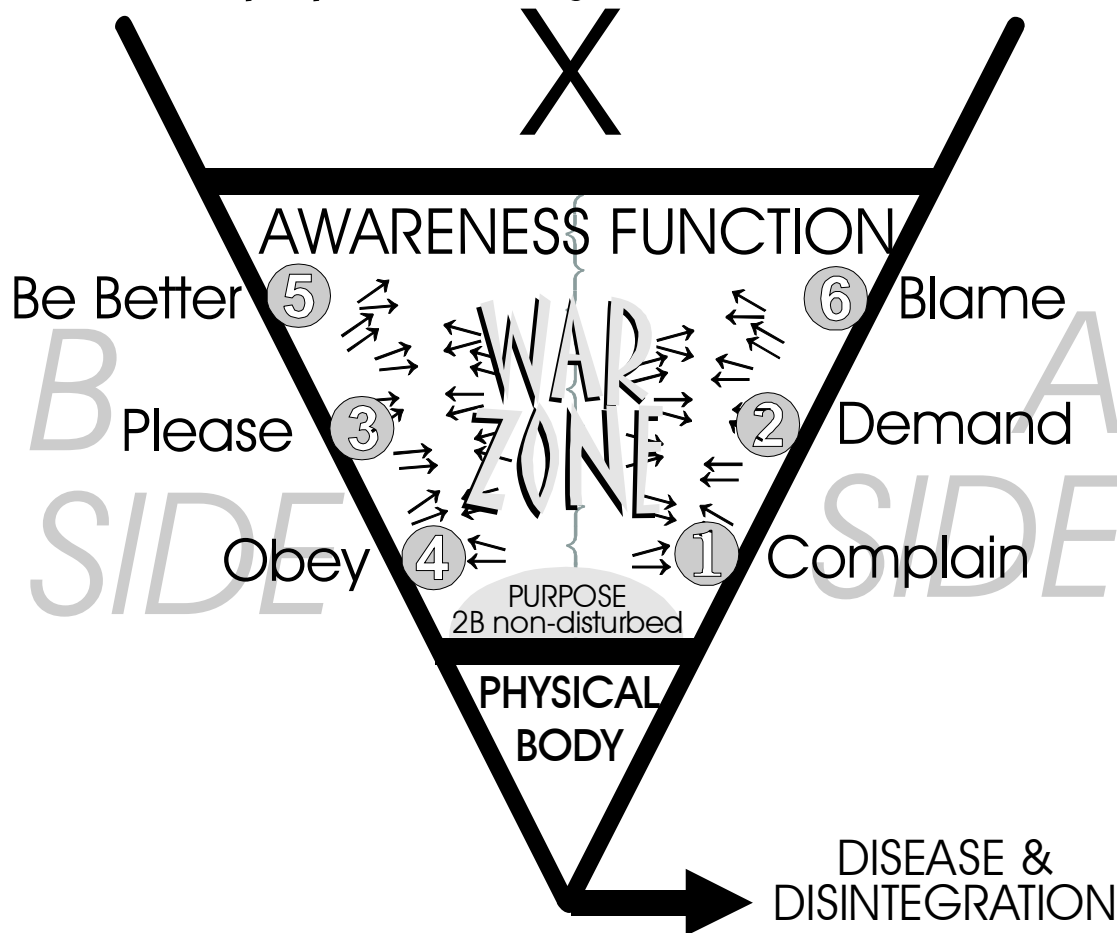 X
AWARENESS FUNCTION
Be Better 5
6 Blame
WAR
ZONE
B
SIDE
A
SIDE
Please 3
2 Demand
Obey 4
1 Complain
PURPOSE
2B non-disturbed
PHYSICAL
BODY
DISEASE &
DISINTEGRATION